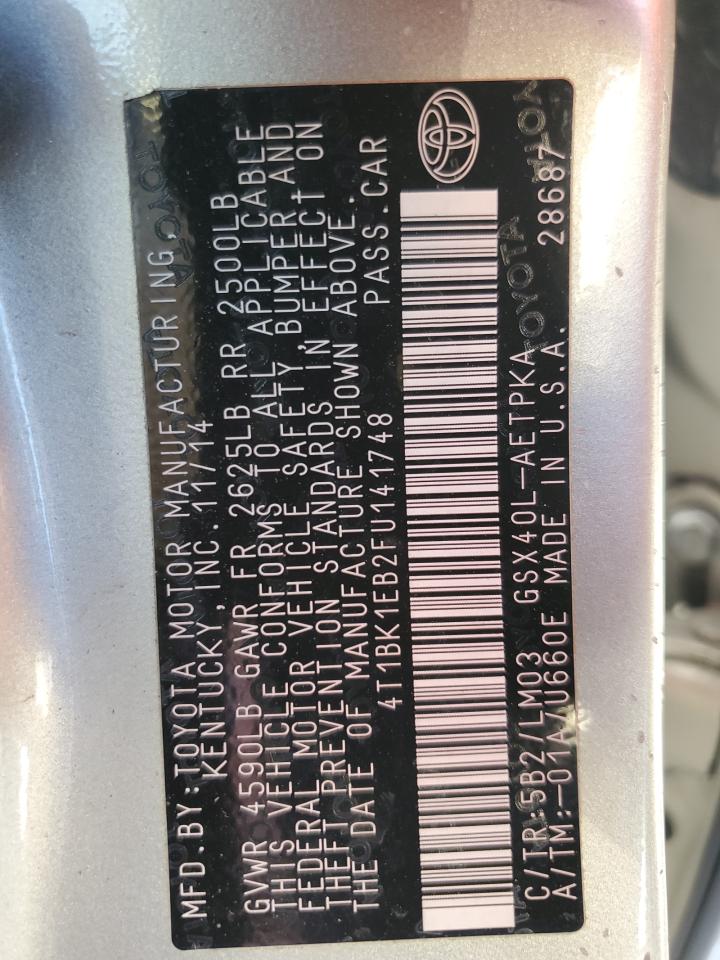 MFD.BY:TOYOTA MOTOR MANUFACTURING,
KENTUCKY, INC. 11/14
GVWR 4590LB GAWR FR 2625LB RR 2500LB
THIS VEHICLE CONFORMS TO ALL APPLICABLE
FEDERAL MOTOR VEHICLE SAFETY, BUMPER AND
THEFT PREVENTION STANDARDS IN EFFECT ON
THE DATE OF MANUFACTURE SHOWN ABOVE.
4T1BK1EB2FU141748 PASS.CAR
C/TR:5B2/LM03 GSX40L-AETPKA
A/TM:-01A/U660E MADE IN U.S.A. 28687
TOYOTA
TOYOTA